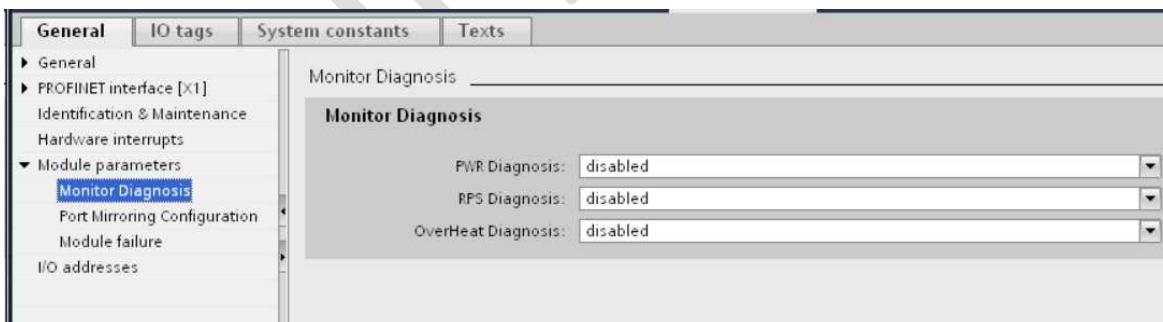 General IO tags System constants Texts
General
PROFINET interface [X1]
Identification & Maintenance
Hardware interrupts
Module parameters
Monitor Diagnosis
Port Mirroring Configuration
Module failure
I/O addresses
Monitor Diagnosis
Monitor Diagnosis
PWR Diagnosis: disabled
RPS Diagnosis: disabled
OverHeat Diagnosis: disabled